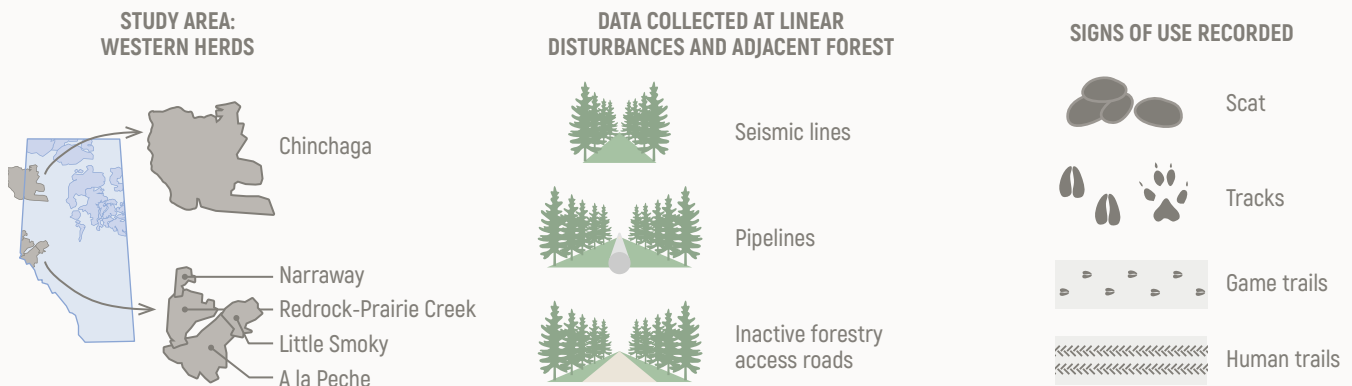 STUDY AREA:
WESTERN HERDS
Chinchaga
Narraway
Redrock-Prairie Creek
Little Smoky
A la Peche
DATA COLLECTED AT LINEAR
DISTURBANCES AND ADJACENT FOREST
Seismic lines
Pipelines
Inactive forestry
access roads
SIGNS OF USE RECORDED
Scat
Tracks
Game trails
Human trails